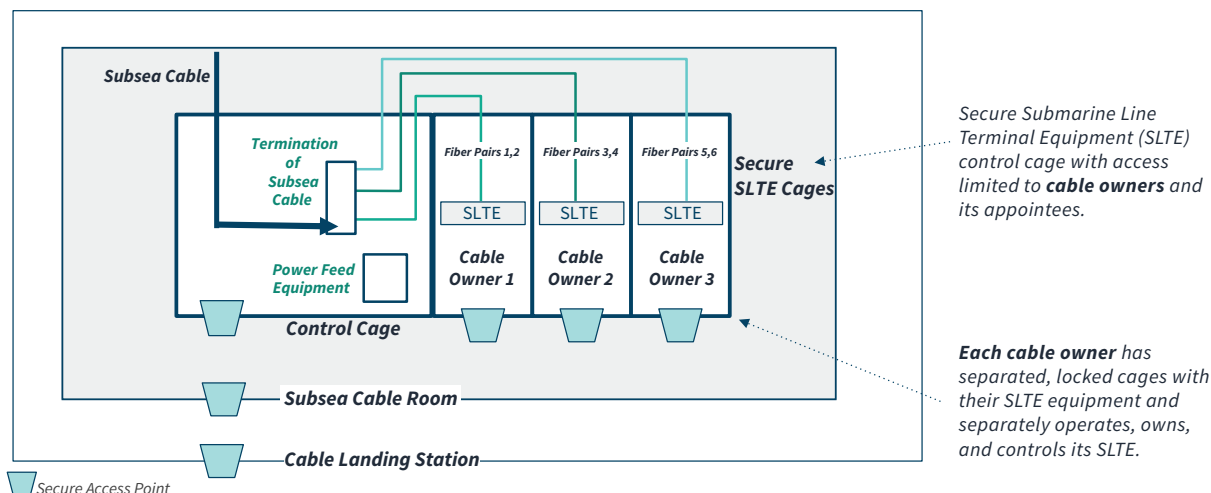 Subsea Cable
Termination
of
Subsea
Cable
Power Feed
Equipment
Control Cage
Fiber Pairs 1,2
SLTE
Cable
Owner 1
Fiber Pairs 3,4
SLTE
Cable
Owner 2
Fiber Pairs 5,6
SLTE
Cable
Owner 3
Secure
SLTE Cages
Subsea Cable Room
Cable Landing Station
Secure Access Point
Secure Submarine Line
Terminal Equipment (SLTE)
control cage with access
limited to cable owners and
its appointees.
Each cable owner has
separated, locked cages with
their SLTE equipment and
separately operates, owns,
and controls its SLTE.